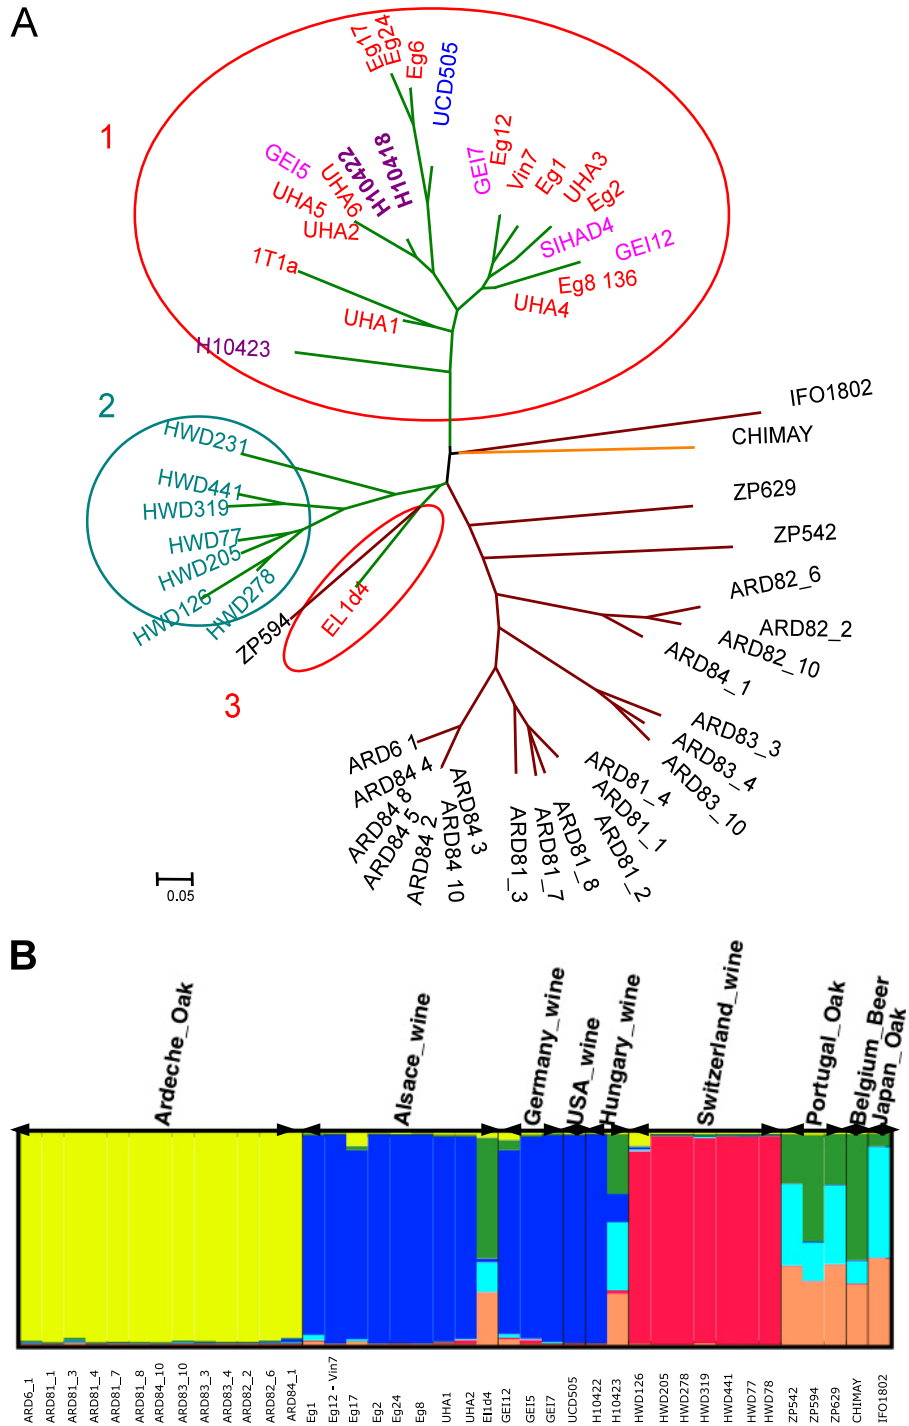 A
1
Eg17
Eg24
Eg6
UCD505
GEI5
UHA6
H10422
H10418
UHA5
UHA2
GEI7
Eg12
Vin7
Eg1
UHA3
Eg2
SIHAD4
GEI12
Eg8 136
UHA4
1T1a
UHA1
H10423
2
HWD231
HWD441
HWD319
HWD77
HWD205
HWD126
HWD278
ZP594
EL1d4
3
IFO1802
CHIMAY
ZP629
ZP542
ARD82_6
ARD82_2
ARD82_10
ARD84_1
ARD83_3
ARD83_4
ARD83_10
ARD81_4
ARD81_1
ARD81_2
ARD81_8
ARD81_7
ARD81_3
ARD84 3
ARD84 10
ARD84 2
ARD84 5
ARD84 8
ARD84 4
ARD6 1
0.05
B
Ardeche_Oak
Alsace_wine
Germany_wine
USA_wine
Hungary_wine
Switzerland_wine
Portugal_Oak
Belgium_Beer
Japan_Oak
ARD6_1
ARD81_1
ARD81_3
ARD81_4
ARD81_7
ARD81_8
ARD84_10
ARD83_10
ARD83_3
ARD83_4
ARD82_2
ARD82_6
ARD84_1
Eg1
Eg12 - Vin7
Eg17
Eg2
Eg24
Eg8
UHA1
UHA2
El1d4
GEI12
GEI5
GEI7
UCD505
H10422
H10423
HWD126
HWD205
HWD278
HWD319
HWD441
HWD77
HWD78
ZP542
ZP594
ZP629
CHIMAY
IFO1802